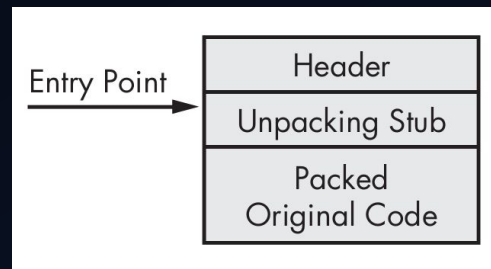 Entry Point
Header
Unpacking Stub
Packed
Original Code